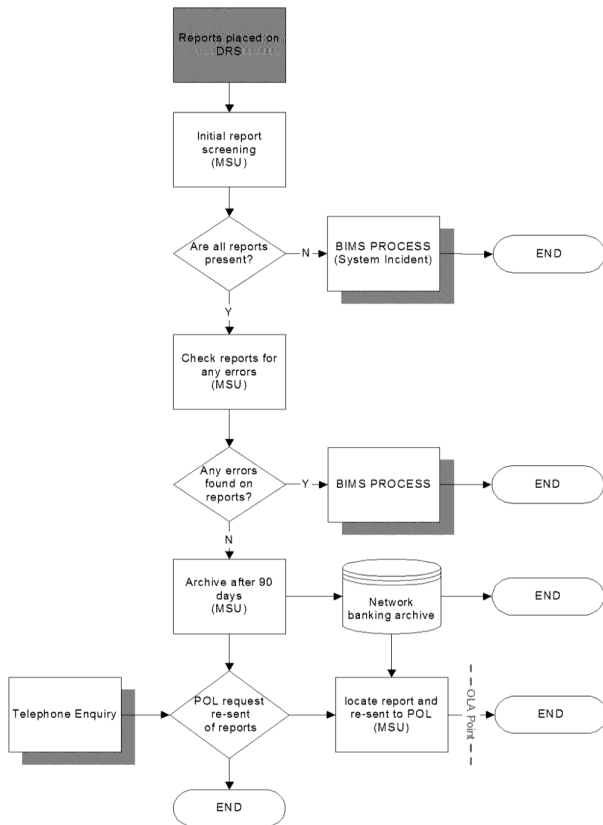 Reports placed on
DRS
Initial report
screening
(MSU)
Are all reports
present?
N
BIMS PROCESS
(System Incident)
END
Y
Check reports for
any errors
(MSU)
Any errors
found on
reports?
Y
BIMS PROCESS
END
N
Archive after 90
days
(MSU)
Network
banking archive
END
Telephone Enquiry
POL request
re-sent
of reports
locate report and
re-sent to POL
(MSU)
OLA Point
END
END